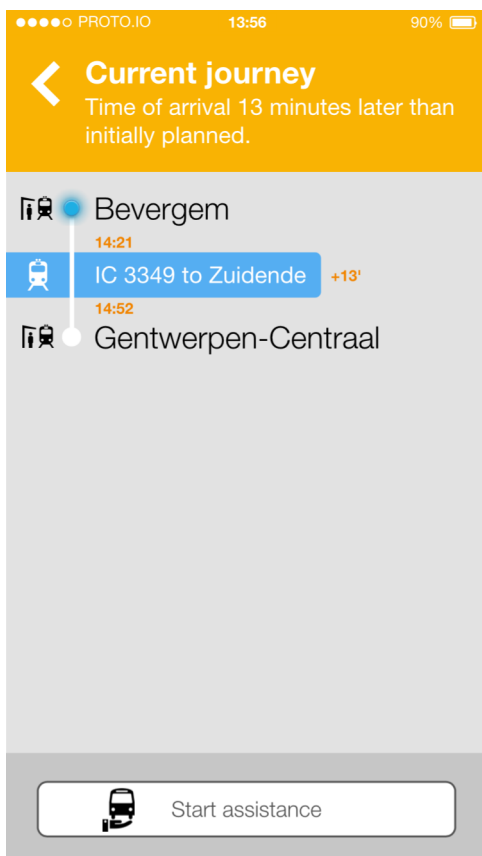 PROTO.IO 13:56 90%
Current journey
Time of arrival 13 minutes later than
initially planned.
Bevergem
14:21
IC 3349 to Zuidende +13'
14:52
Gentwerpen-Centraal
Start assistance